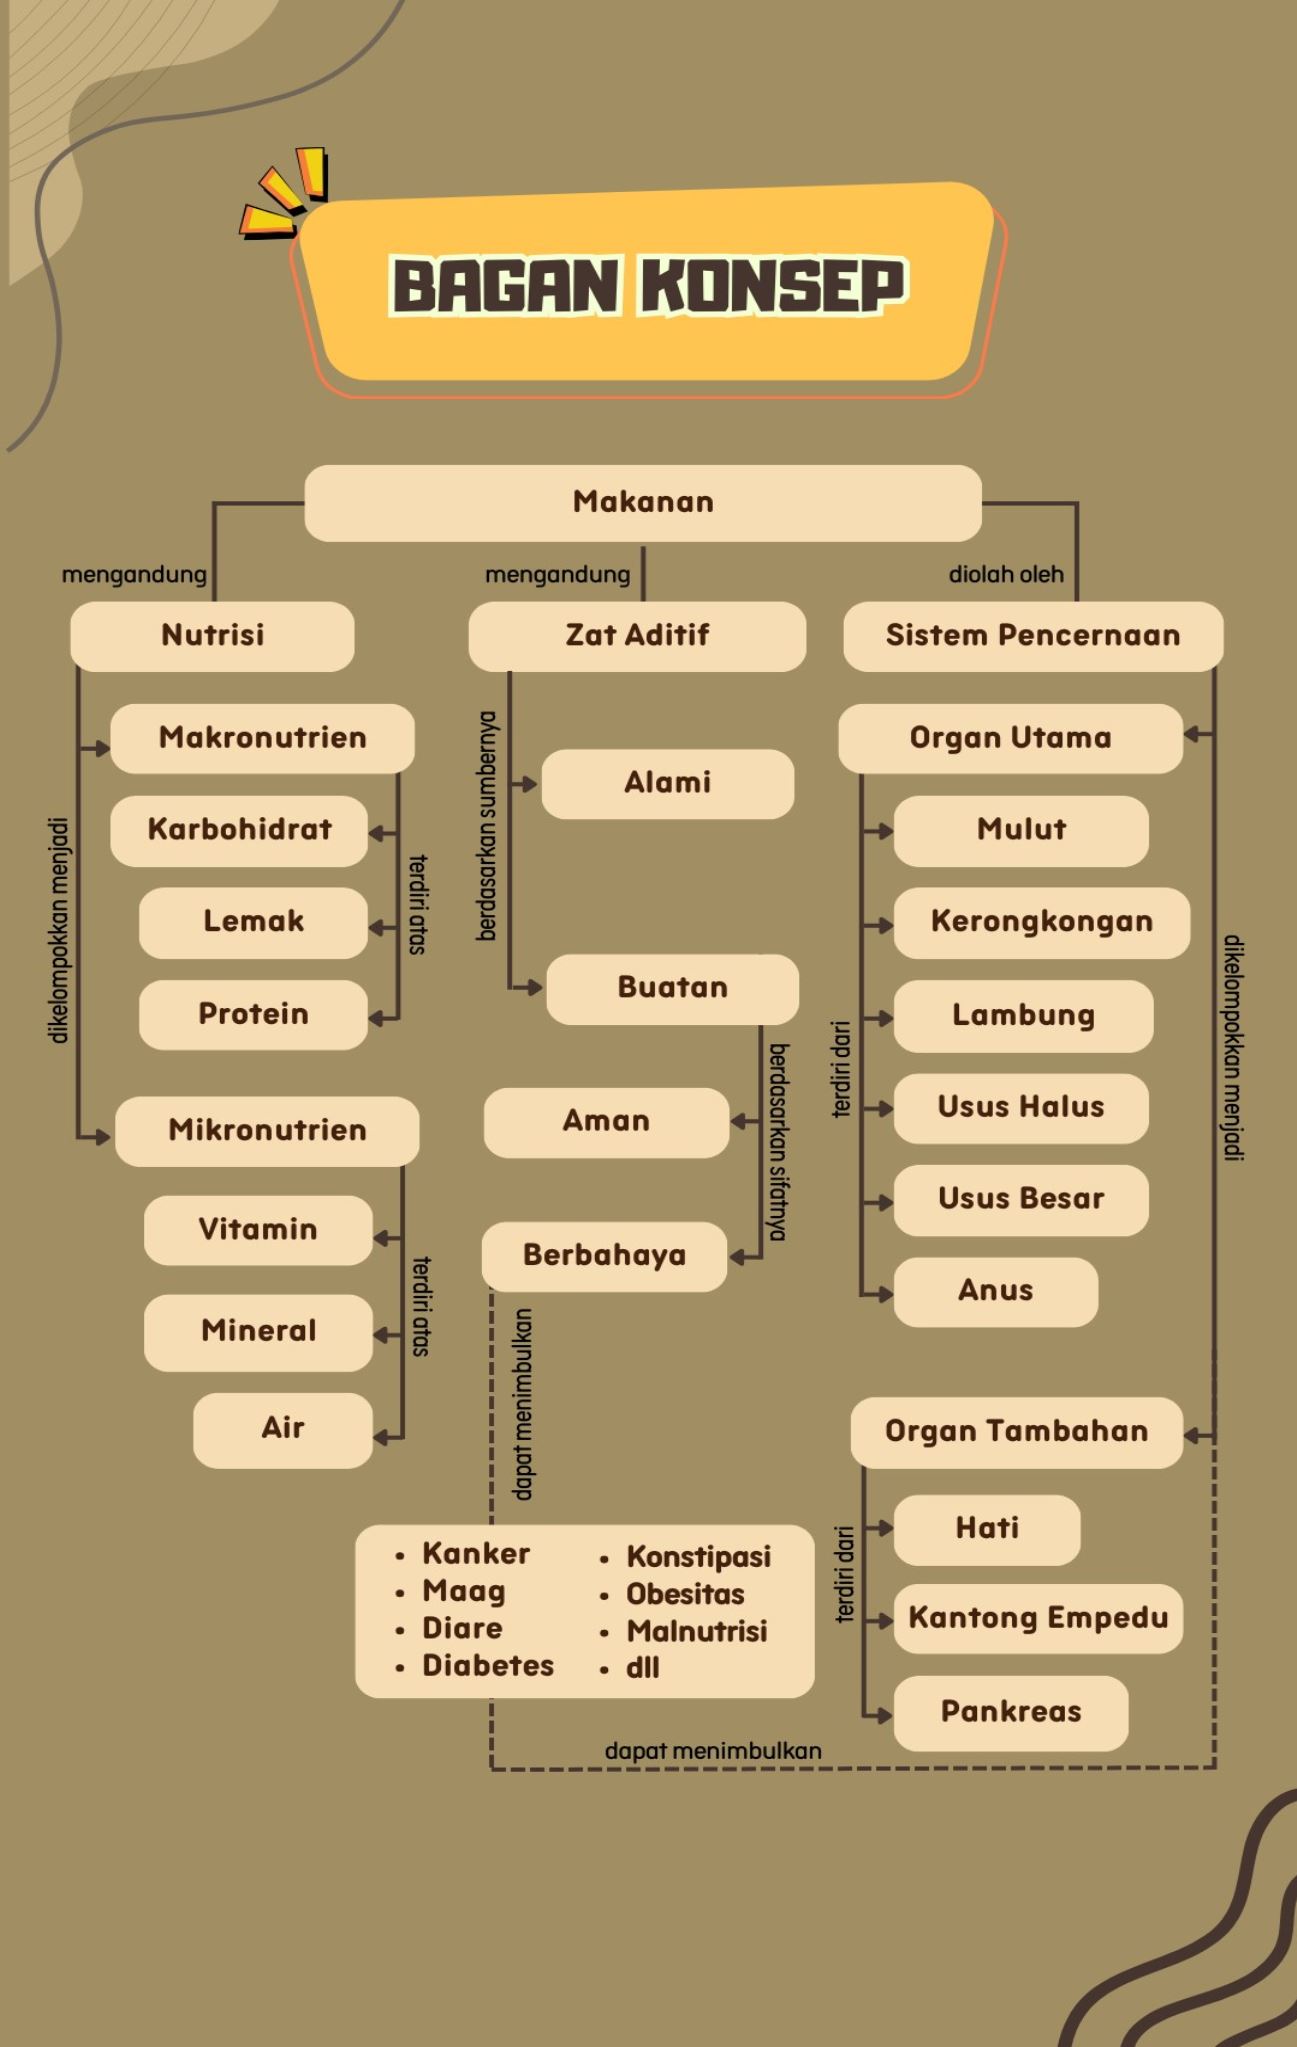 BAGAN KONSEP
Makanan
mengandung
mengandung
diolah oleh
Nutrisi
Zat Aditif
Sistem Pencernaan
dikelompokkan menjadi
Makronutrien
terdiri atas
Karbohidrat
Lemak
Protein
Mikronutrien
terdiri atas
Vitamin
Mineral
Air
berdasarkan sumbernya
Alami
Buatan
berdasarkan sifatnya
Aman
Berbahaya
dapat menimbulkan
• Kanker
• Maag
• Diare
• Diabetes
• Konstipasi
• Obesitas
• Malnutrisi
• dll
dapat menimbulkan
dikelompokkan menjadi
Organ Utama
terdiri dari
Mulut
Kerongkongan
Lambung
Usus Halus
Usus Besar
Anus
Organ Tambahan
terdiri dari
Hati
Kantong Empedu
Pankreas